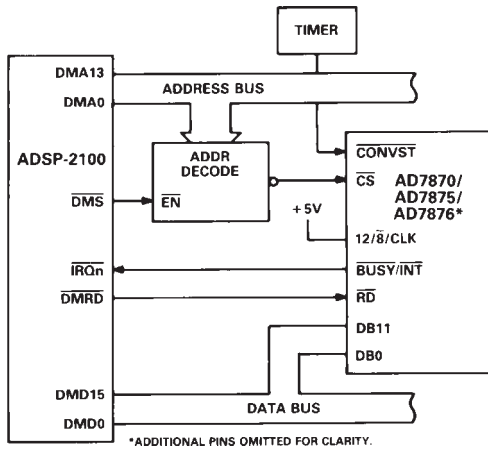 TIMER
DMA13
ADDRESS BUS
DMA0
ADSP-2100
ADDR
DECODE
CONVST
CS
AD7870/
AD7875/
AD7876*
DMS
EN
+5V
12/8/CLK
IRQn
BUSY/INT
DMRD
RD
DB11
DB0
DMD15
DATA BUS
DMD0
*ADDITIONAL PINS OMITTED FOR CLARITY.